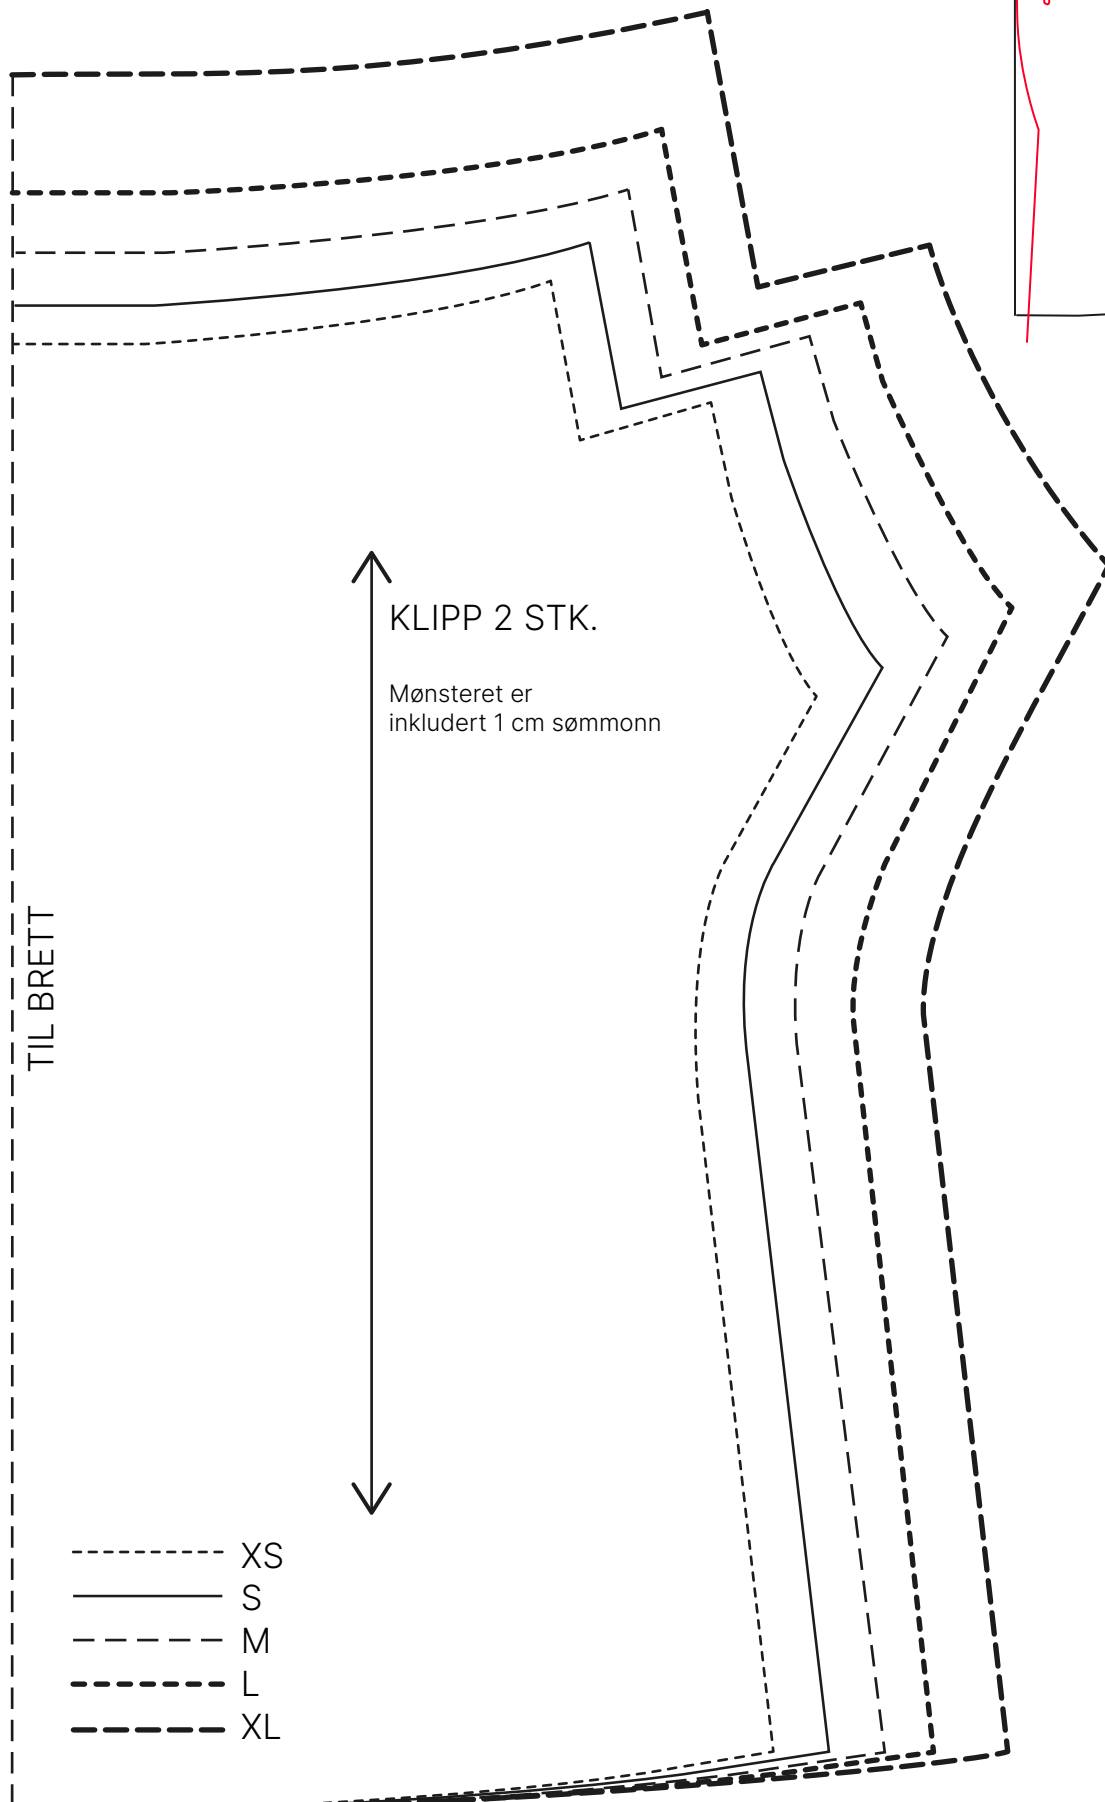 KLIPP 2 STK.
Mønsteret er
inkludert 1 cm sømmonn
TIL BRETT
XS
S
M
L
XL